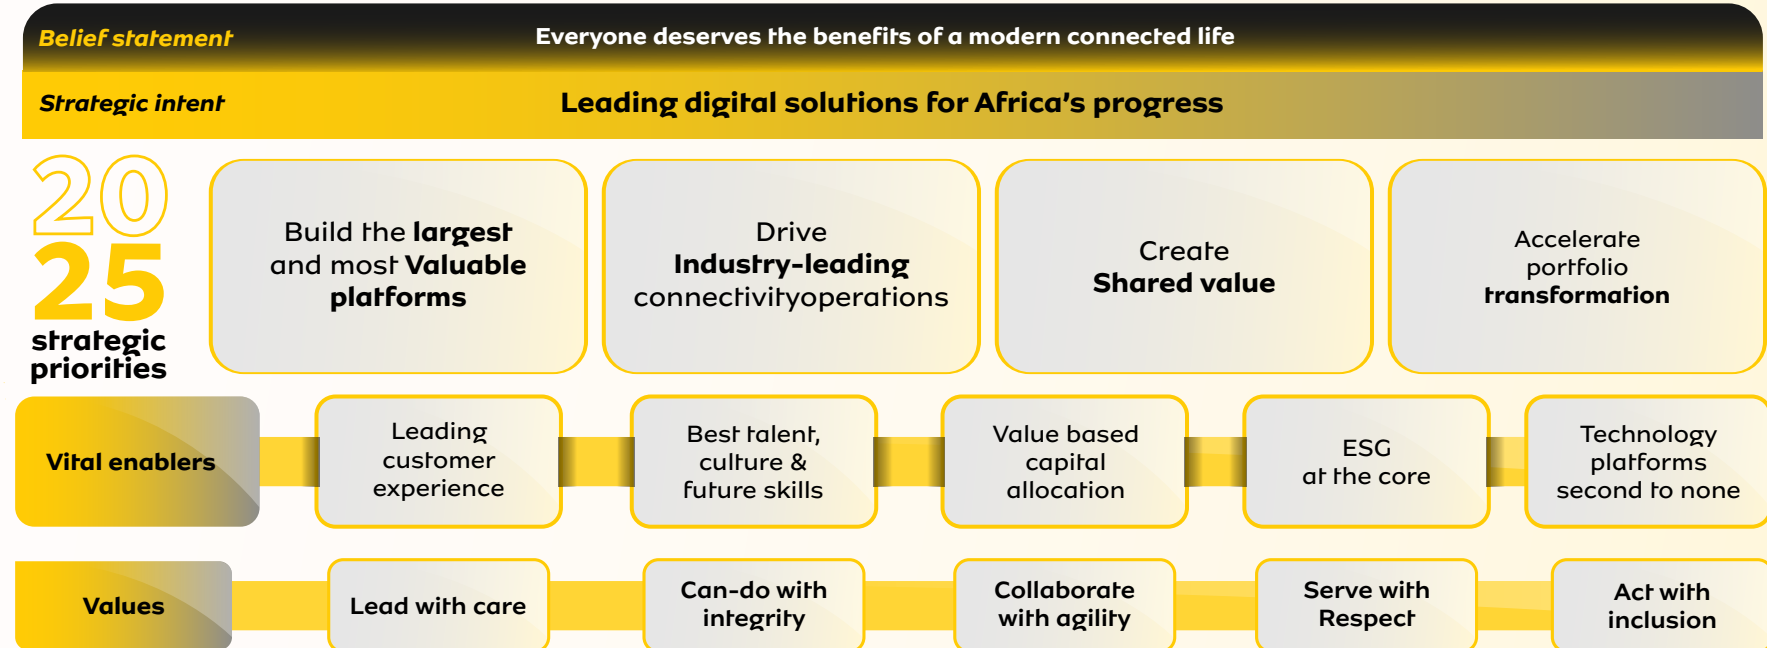 Belief statement
Everyone deserves the benefits of a modern connected life
Strategic intent
Leading digital solutions for Africa's progress
20
25
strategic
priorities
Build the largest
and most Valuable
platforms
Drive
Industry-leading
connectivityoperations
Create
Shared value
Accelerate
portfolio
transformation
Vital enablers
Leading
customer
experience
Best talent,
culture &
future skills
Value based
capital
allocation
ESG
at the core
Technology
platforms
second to none
Values
Lead with care
Can-do with
integrity
Collaborate
with agility
Serve with
Respect
Act with
inclusion